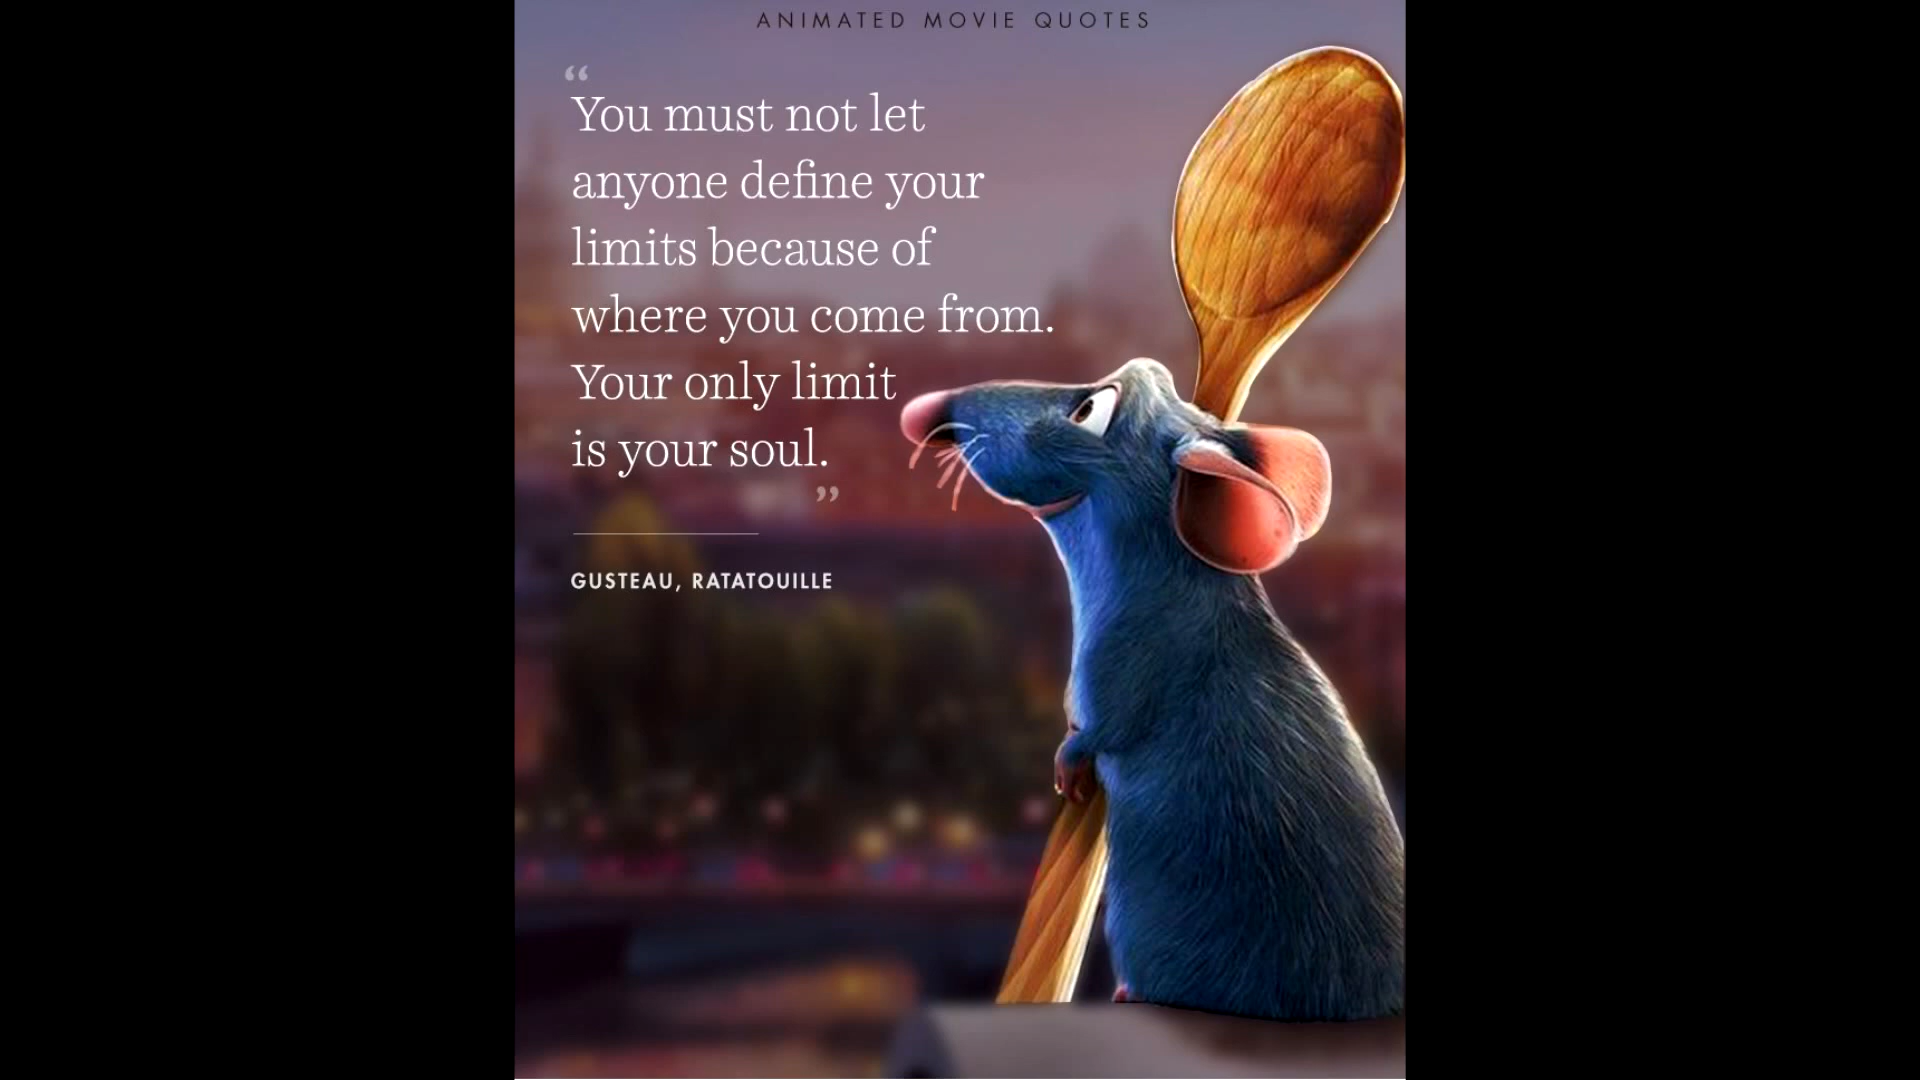 ANIMATED MOVIE QUOTES
“
You must not let
anyone define your
limits because of
where you come from.
Your only limit
is your soul.
”
GUSTEAU, RATATOUILLE